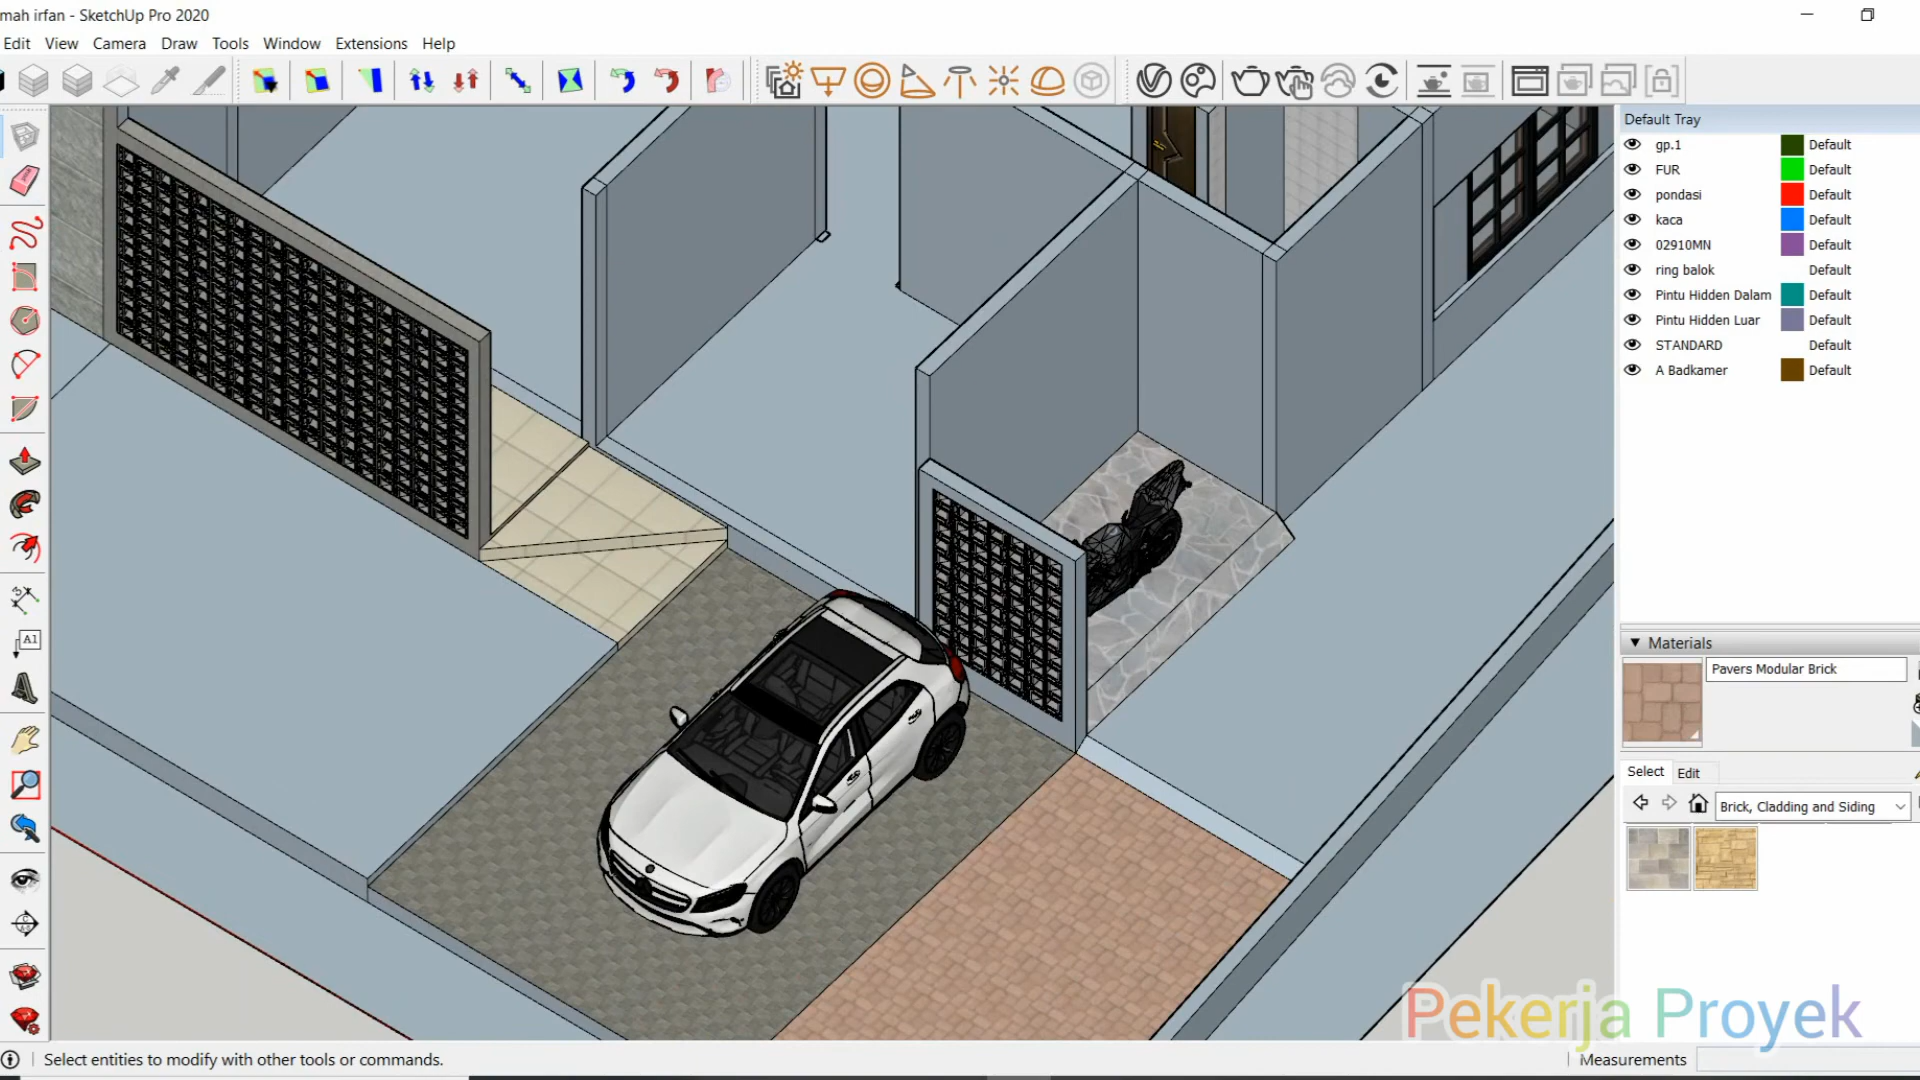 mah irfan - SketchUp Pro 2020
Edit View Camera Draw Tools Window Extensions Help
Default Tray
gp.1 Default
FUR Default
pondasi Default
kaca Default
02910MN Default
ring balok Default
Pintu Hidden Dalam Default
Pintu Hidden Luar Default
STANDARD Default
A Badkamer Default
Materials
Pavers Modular Brick
Select Edit
Brick, Cladding and Siding
A1
Pekerja Proyek
Select entities to modify with other tools or commands.
Measurements